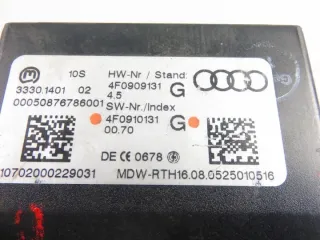 10S HW-Nr / Stand:
3330.1401 02 4F0909131 G
00050876786001 4.5
SW-Nr./Index
4F0910131 G
00.70
DE CE 0678
10702000229031 MDW-RTH16.08.0525010516